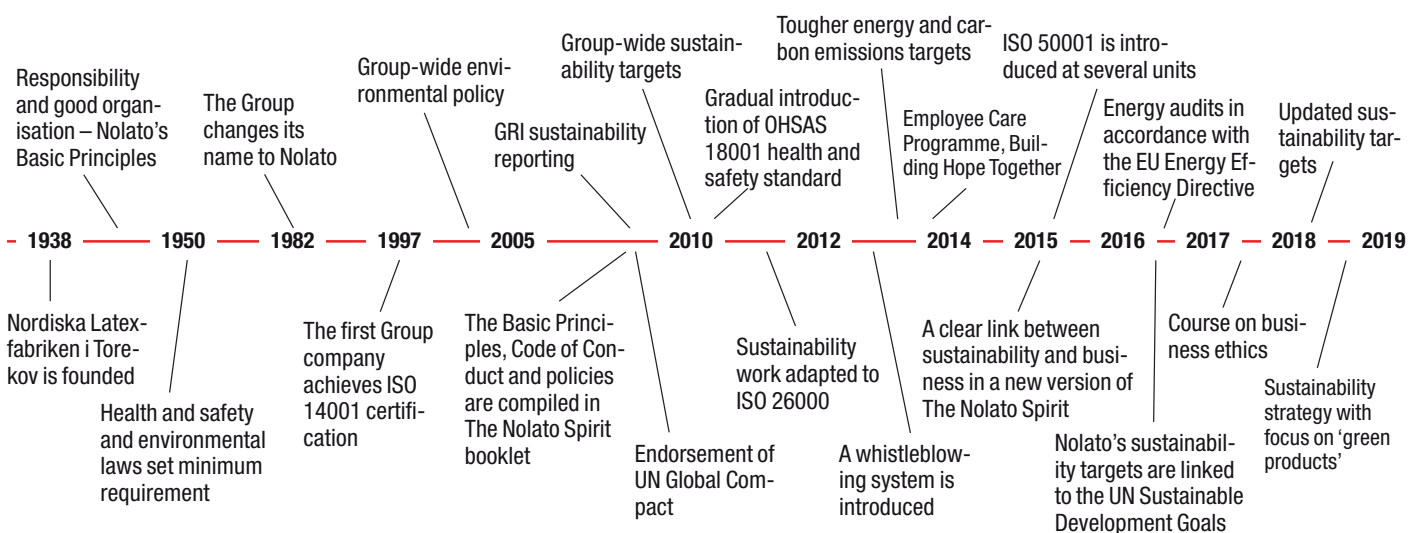 Responsibility
and good organ-
isation – Nolato's
Basic Principles
The Group
changes its
name to Nolato
Group-wide envi-
ronmental policy
GRI sustainability
reporting
Group-wide sustain-
ability targets
Gradual introduc-
tion of OHSAS
18001 health and
safety standard
Tougher energy and car-
bon emissions targets
Employee Care
Programme, Buil-
ding Hope Together
ISO 50001 is intro-
duced at several units
Energy audits in
accordance with
the EU Energy Ef-
ficiency Directive
Updated sus-
tainability tar-
gets
1938 1950 1982 1997 2005 2010 2012 2014 2015 2016 2017 2018 2019
Nordiska Latex-
fabriken i Tore-
kov is founded
Health and safety
and environmental
laws set minimum
requirement
The first Group
company
achieves ISO
14001 certifi-
cation
The Basic Princi-
ples, Code of Con-
duct and policies
are compiled in
The Nolato Spirit
booklet
Endorsement of
UN Global Com-
pact
Sustainability
work adapted to
ISO 26000
A whistleblow-
ing system is
introduced
A clear link between
sustainability and busi-
ness in a new version of
The Nolato Spirit
Nolato's sustainabil-
ity targets are linked
to the UN Sustainable
Development Goals
Course on busi-
ness ethics
Sustainability
strategy with
focus on 'green
products'